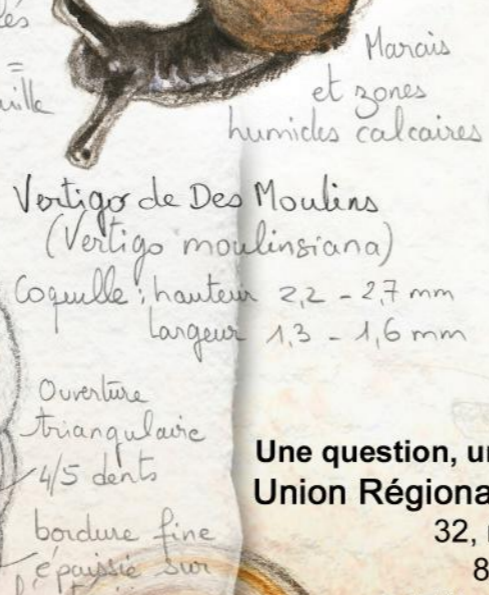 Marais
et zones
humides calcaires
Vertigo de Des Moulins
(Vertigo moulinsiana)
Coquille : hauteur 2,2 - 2,7 mm
largeur 1,3 - 1,6 mm
Ouverture
triangulaire
4/5 dents
bordure fine
épaissie sur
Une question, un
Union Régiona
32,
8